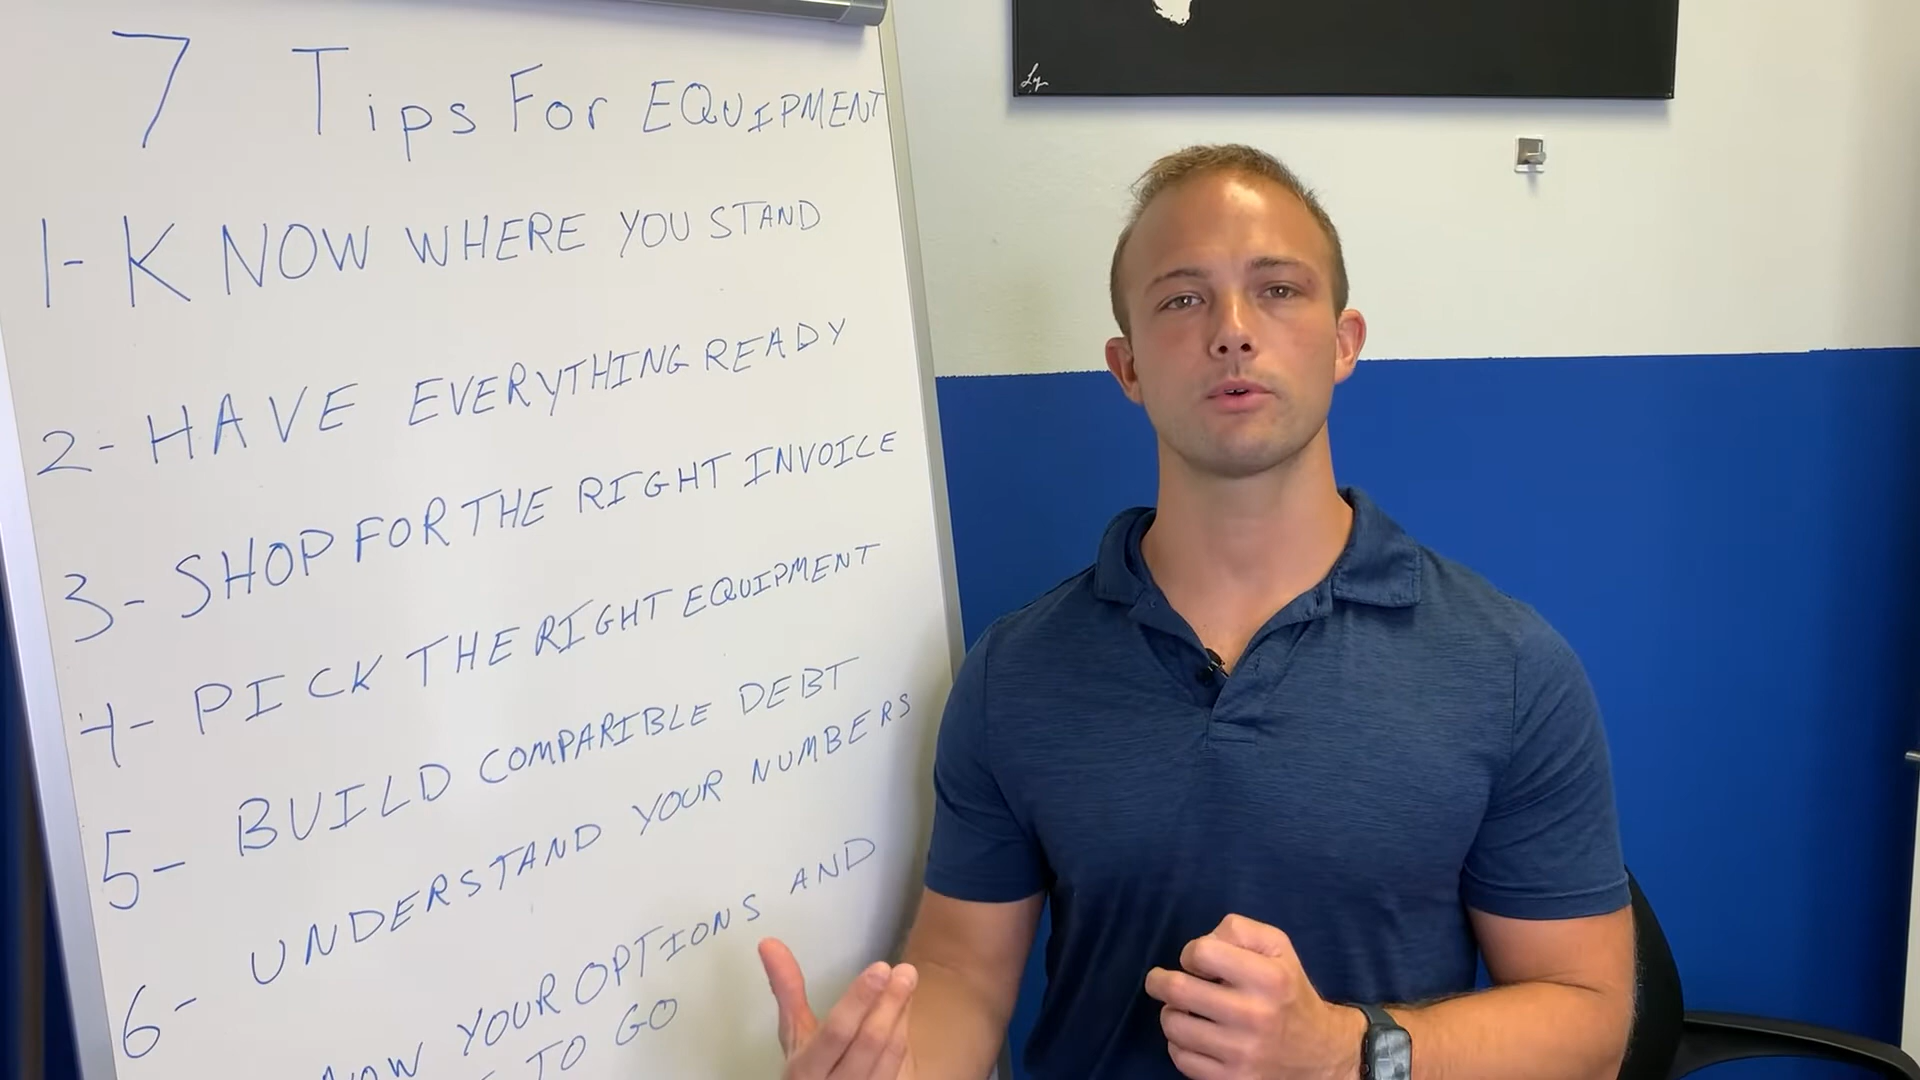 7 Tips For EQUIPMENT
1- KNOW WHERE YOU STAND
2- HAVE EVERYTHING READY
3- SHOP FOR THE RIGHT INVOICE
4- PICK THE RIGHT EQUIPMENT
5- BUILD COMPARIBLE DEBT
6- UNDERSTAND YOUR NUMBERS
YOUR OPTIONS AND
TO GO